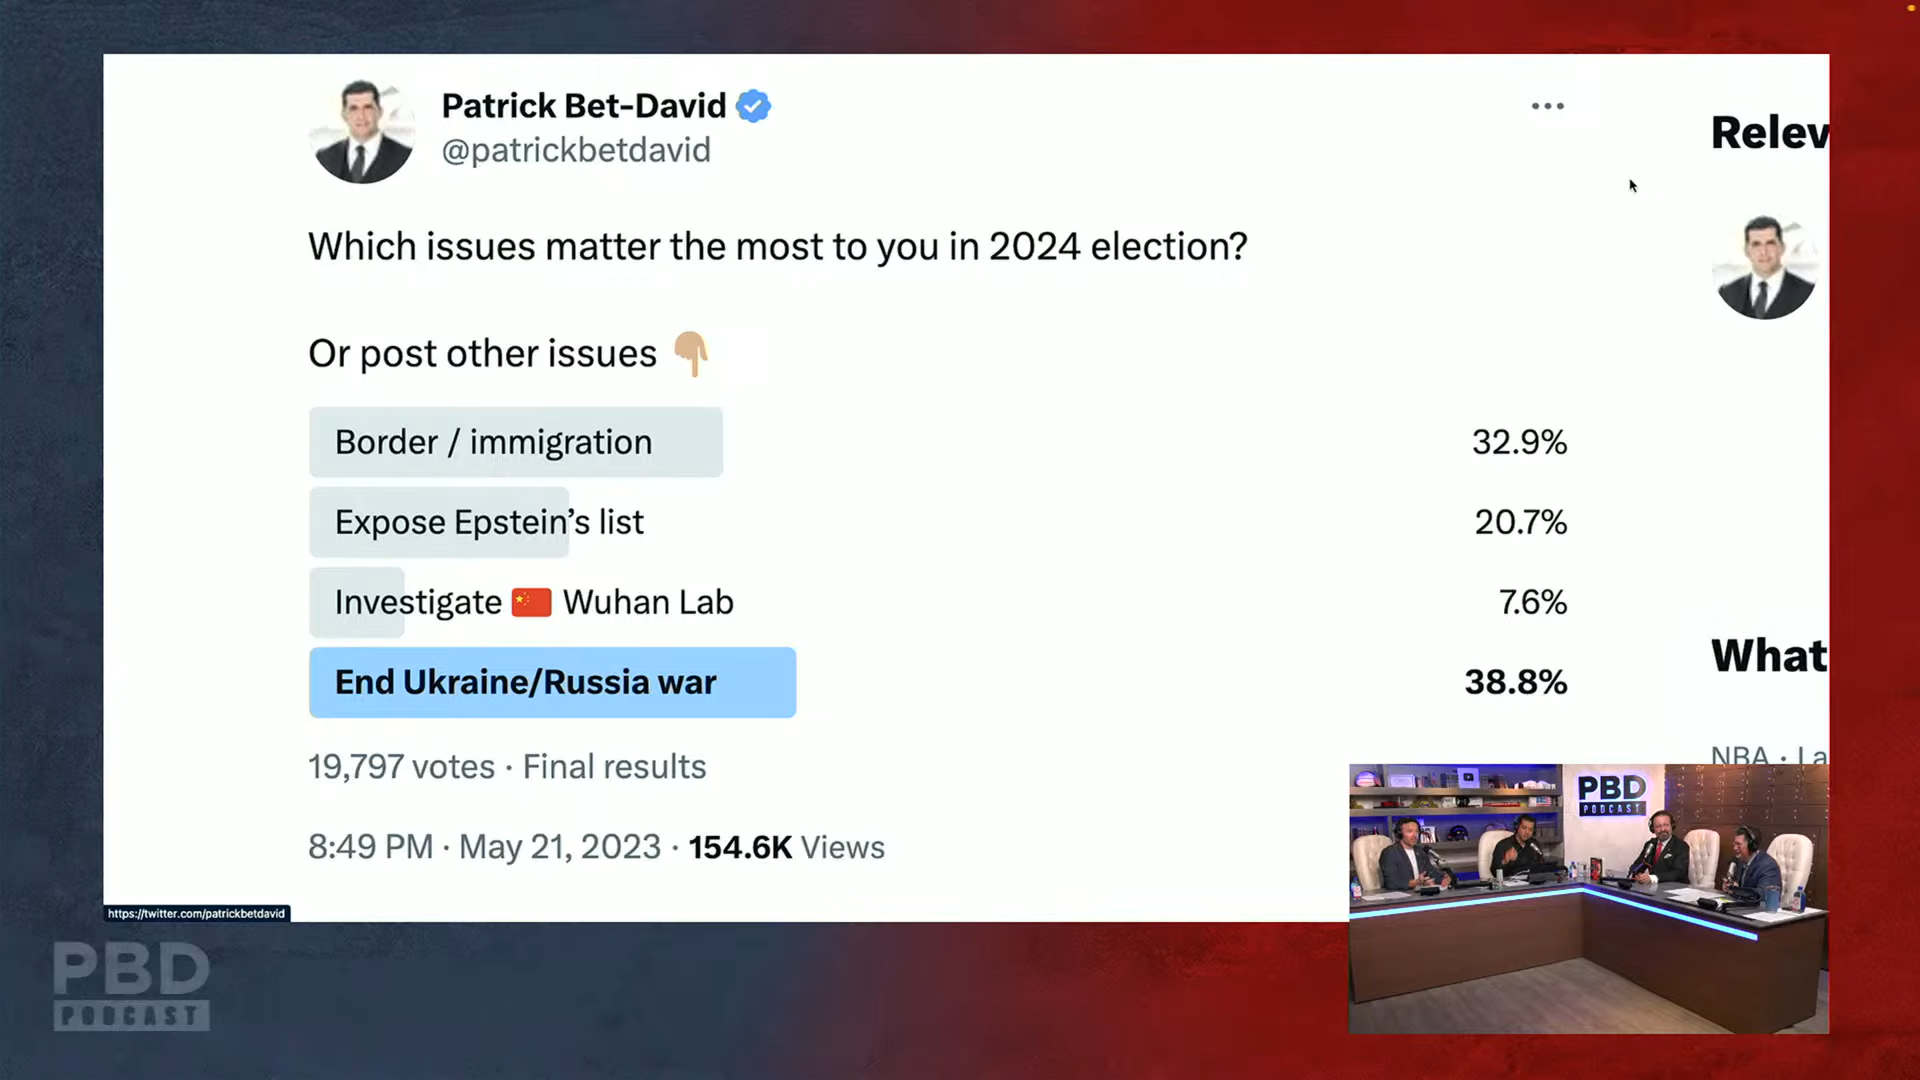 Patrick Bet-David
@patrickbetdavid
Relev
Which issues matter the most to you in 2024 election?
Or post other issues 👇🏼
Border / immigration 32.9%
Expose Epstein’s list 20.7%
Investigate 🇨🇳 Wuhan Lab 7.6%
End Ukraine/Russia war 38.8%
What
19,797 votes · Final results
NBA · La
8:49 PM · May 21, 2023 · 154.6K Views
https://twitter.com/patrickbetdavid
PBD
PODCAST
PBD
PODCAST